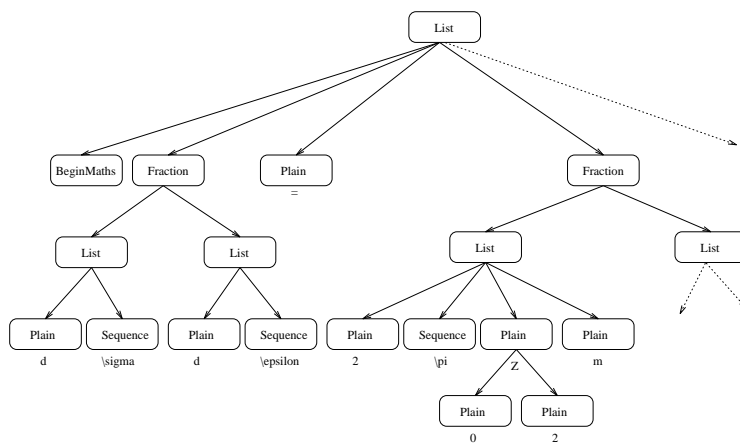 List
BeginMaths Fraction Plain Fraction
=
List List List List
Plain Sequence Plain Sequence Plain Sequence Plain Plain
d \sigma d \epsilon 2 \pi Z m
Plain Plain
0 2